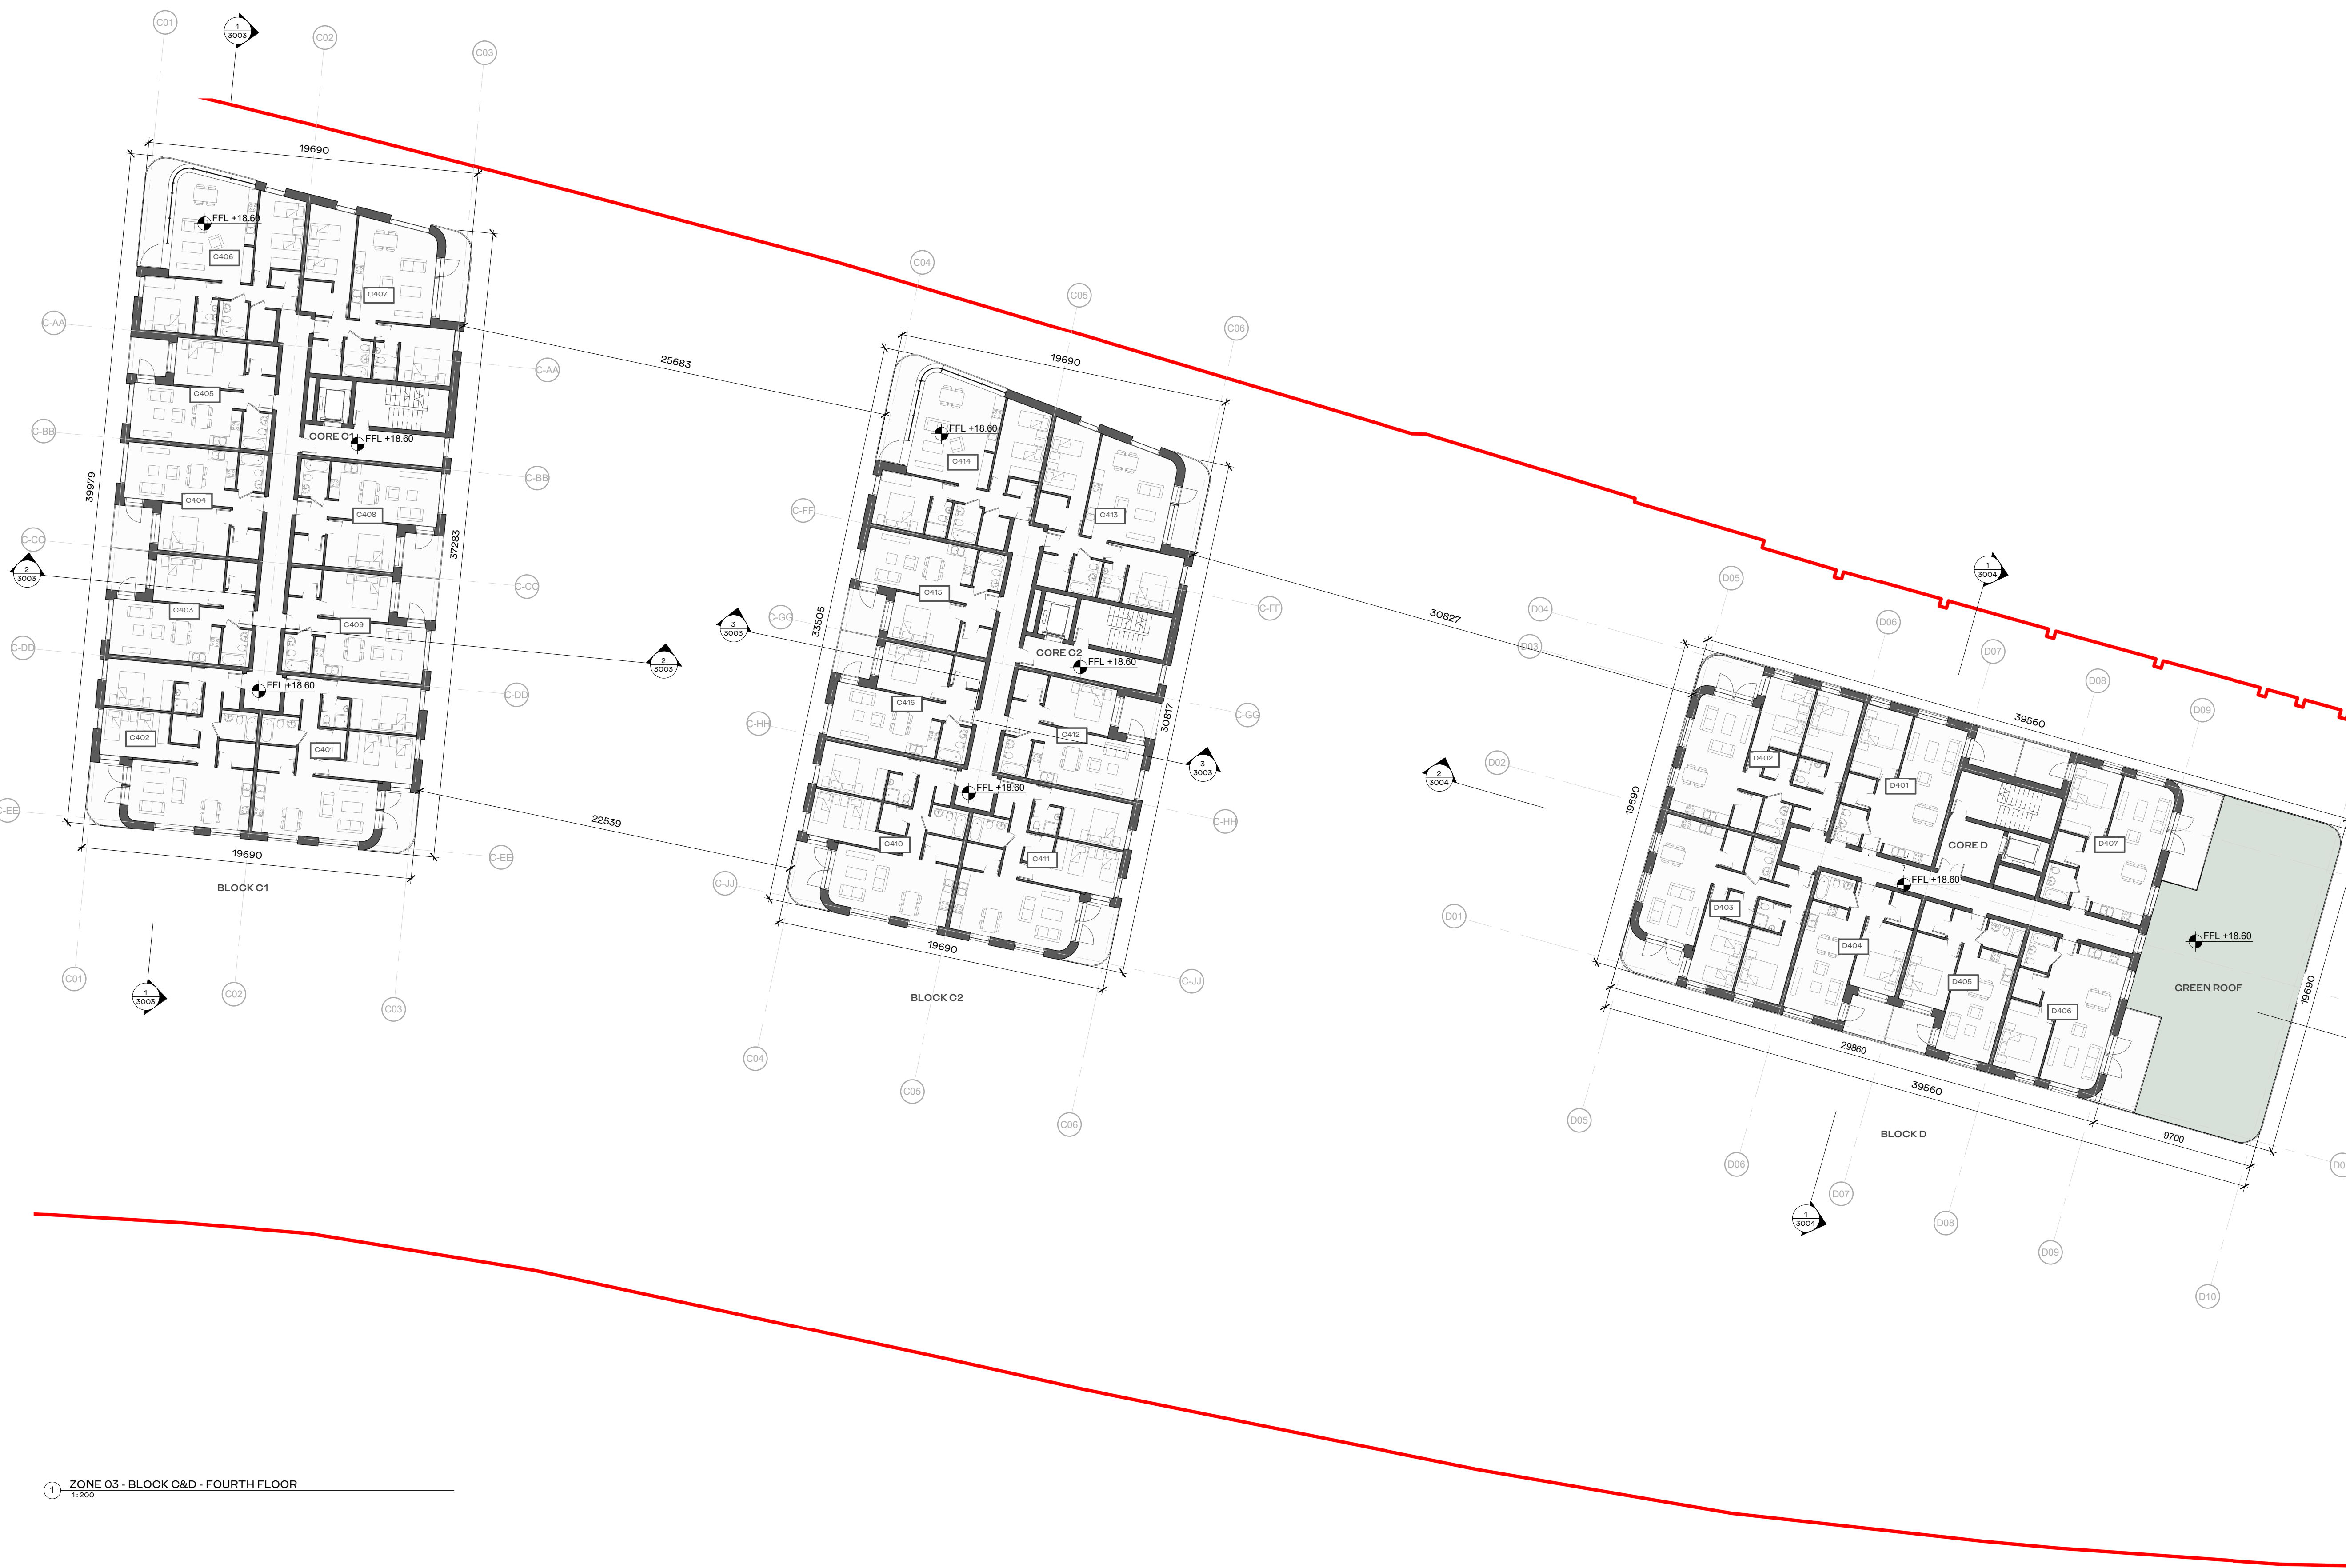 C01
1
3003
C02
C03
19690
FFL +18.60
C406
C407
C-AA
C-AA
C405
CORE C1
FFL +18.60
C-BB
C-BB
39979
C404
C408
37283
C-CC
C-CC
2
3003
C403
C409
C-DD
2
3003
FFL +18.60
C-DD
C402
C401
C-EE
C-EE
19690
BLOCK C1
C01
1
3003
C02
C03
25683
22539
C04
C05
C06
19690
FFL +18.60
C414
C413
C-FF
C-FF
C415
33505
C-GG
3
3003
CORE C2
FFL +18.60
C416
C412
30817
C-GG
C-HH
3
3003
FFL +18.60
C-HH
C410
C411
C-JJ
C-JJ
19690
BLOCK C2
C04
C05
C06
30827
1
3004
D05
D04
D06
D03
D07
D08
D09
39560
D02
2
3004
D402
D401
19690
CORE D
D407
FFL +18.60
D403
D01
D404
D405
D406
FFL +18.60
GREEN ROOF
19690
29860
39560
9700
BLOCK D
D05
D06
D07
1
3004
D08
D09
D10
1
ZONE 03 - BLOCK C&D - FOURTH FLOOR
1:200